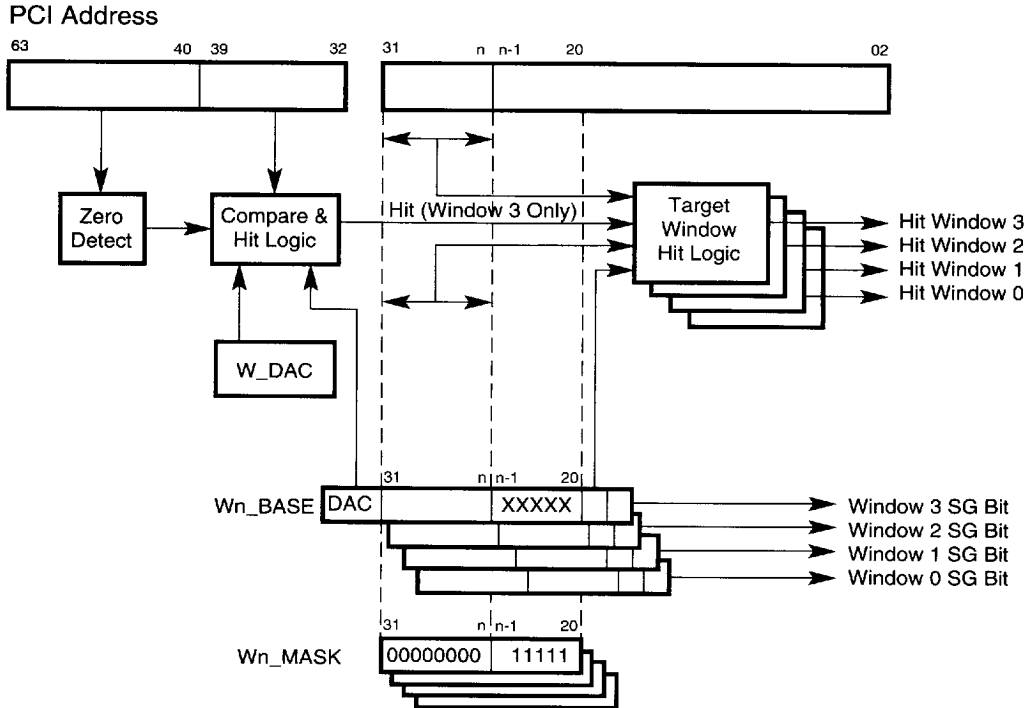 PCI Address
63 40 39 32 31 n n-1 20 02
Zero
Detect
Compare &
Hit Logic
Hit (Window 3 Only)
Target
Window
Hit Logic
Hit Window 3
Hit Window 2
Hit Window 1
Hit Window 0
W_DAC
31 n n-1 20
Wn_BASE DAC XXXXX
Window 3 SG Bit
Window 2 SG Bit
Window 1 SG Bit
Window 0 SG Bit
31 n n-1 20
Wn_MASK 00000000 11111